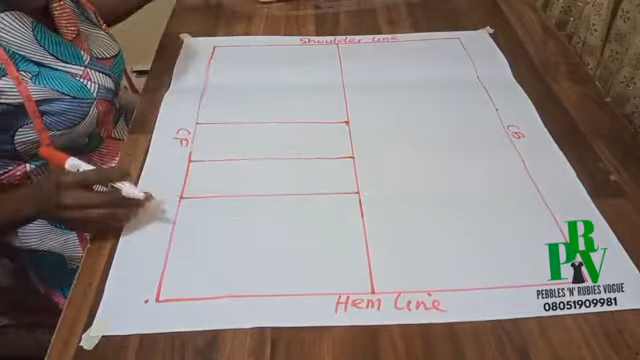 Shoulder Line
CF
CB
Hem Line
PRV
PEBBLES 'N' RUBIES VOGUE
08051909981